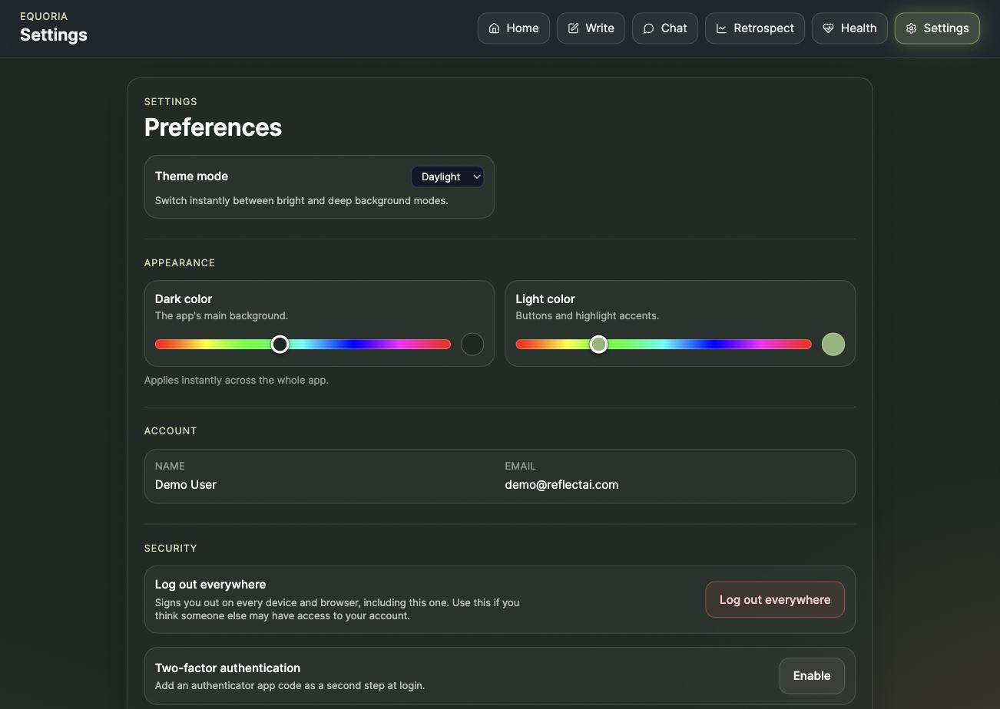 EQUORIA
Settings
Home
Write
Chat
Retrospect
Health
Settings
SETTINGS
Preferences
Theme mode
Daylight
Switch instantly between bright and deep background modes.
APPEARANCE
Dark color
The app's main background.
Light color
Buttons and highlight accents.
Applies instantly across the whole app.
ACCOUNT
NAME
Demo User
EMAIL
demo@reflectai.com
SECURITY
Log out everywhere
Signs you out on every device and browser, including this one. Use this if you
think someone else may have access to your account.
Log out everywhere
Two-factor authentication
Add an authenticator app code as a second step at login.
Enable